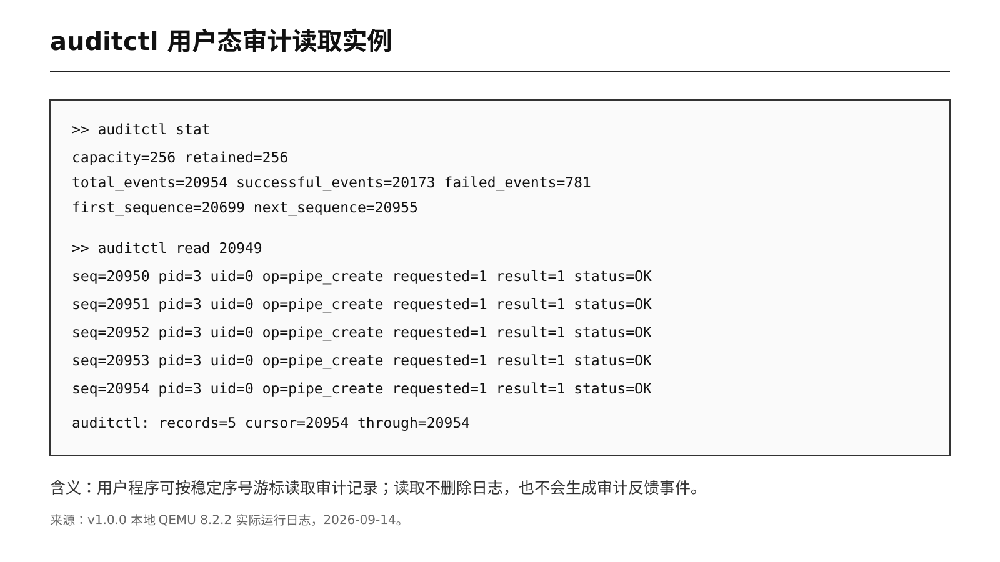 auditctl 用户态审计读取实例
>> auditctl stat
capacity=256 retained=256
total_events=20954 successful_events=20173 failed_events=781
first_sequence=20699 next_sequence=20955
>> auditctl read 20949
seq=20950 pid=3 uid=0 op=pipe_create requested=1 result=1 status=OK
seq=20951 pid=3 uid=0 op=pipe_create requested=1 result=1 status=OK
seq=20952 pid=3 uid=0 op=pipe_create requested=1 result=1 status=OK
seq=20953 pid=3 uid=0 op=pipe_create requested=1 result=1 status=OK
seq=20954 pid=3 uid=0 op=pipe_create requested=1 result=1 status=OK
auditctl: records=5 cursor=20954 through=20954
含义：用户程序可按稳定序号游标读取审计记录；读取不删除日志，也不会生成审计反馈事件。
来源：v1.0.0 本地 QEMU 8.2.2 实际运行日志，2026-09-14。